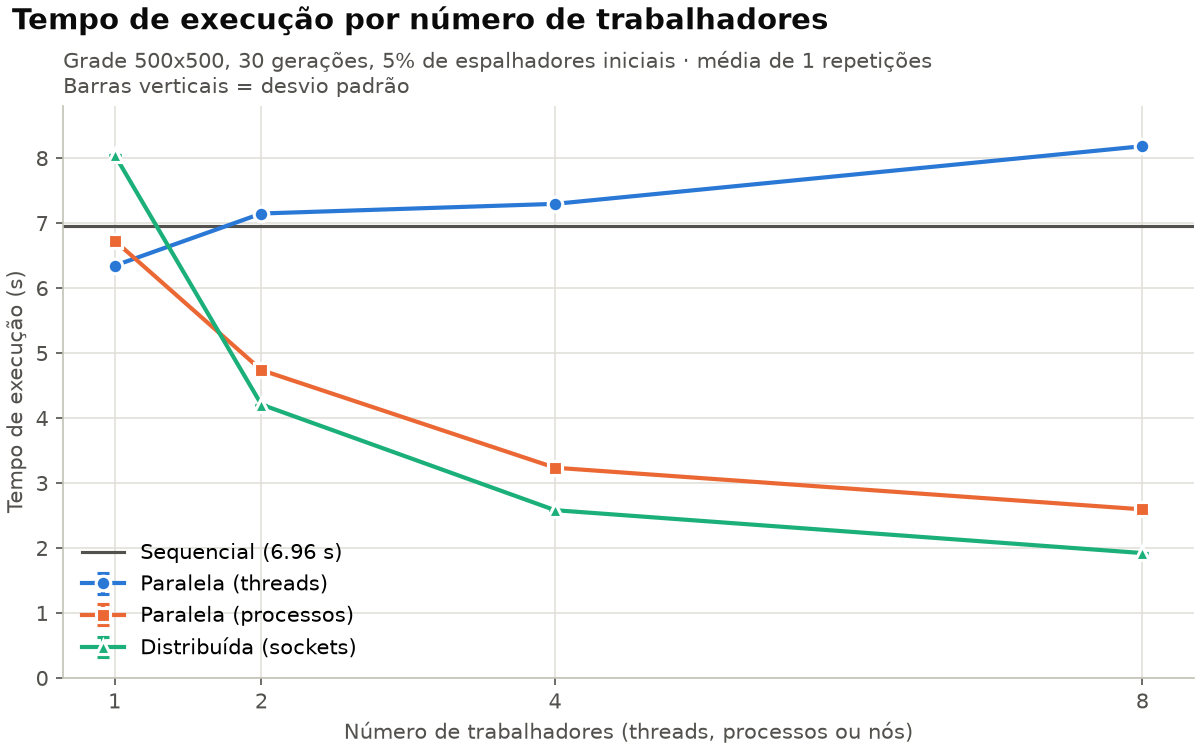 Tempo de execução por número de trabalhadores
Grade 500x500, 30 gerações, 5% de espalhadores iniciais · média de 1 repetições
Barras verticais = desvio padrão
Tempo de execução (s)
8
7
6
5
4
3
2
1
0
Sequencial (6.96 s)
Paralela (threads)
Paralela (processos)
Distribuída (sockets)
1 2 4 8
Número de trabalhadores (threads, processos ou nós)